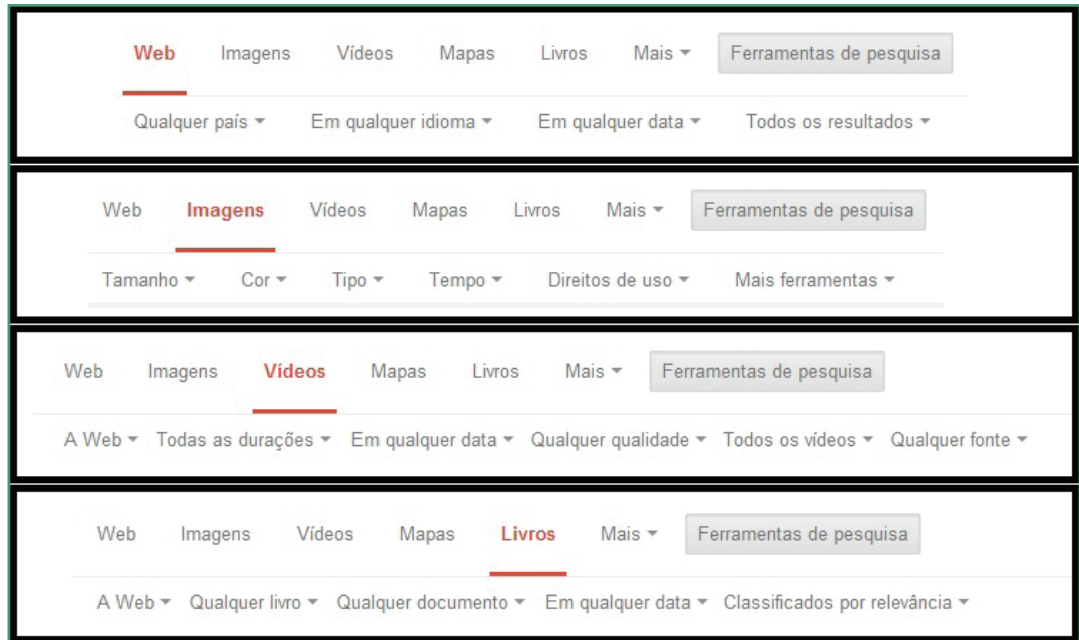 Web Imagens Vídeos Mapas Livros Mais Ferramentas de pesquisa
Qualquer país Em qualquer idioma Em qualquer data Todos os resultados
Web Imagens Vídeos Mapas Livros Mais Ferramentas de pesquisa
Tamanho Cor Tipo Tempo Direitos de uso Mais ferramentas
Web Imagens Vídeos Mapas Livros Mais Ferramentas de pesquisa
A Web Todas as durações Em qualquer data Qualquer qualidade Todos os vídeos Qualquer fonte
Web Imagens Vídeos Mapas Livros Mais Ferramentas de pesquisa
A Web Qualquer livro Qualquer documento Em qualquer data Classificados por relevância